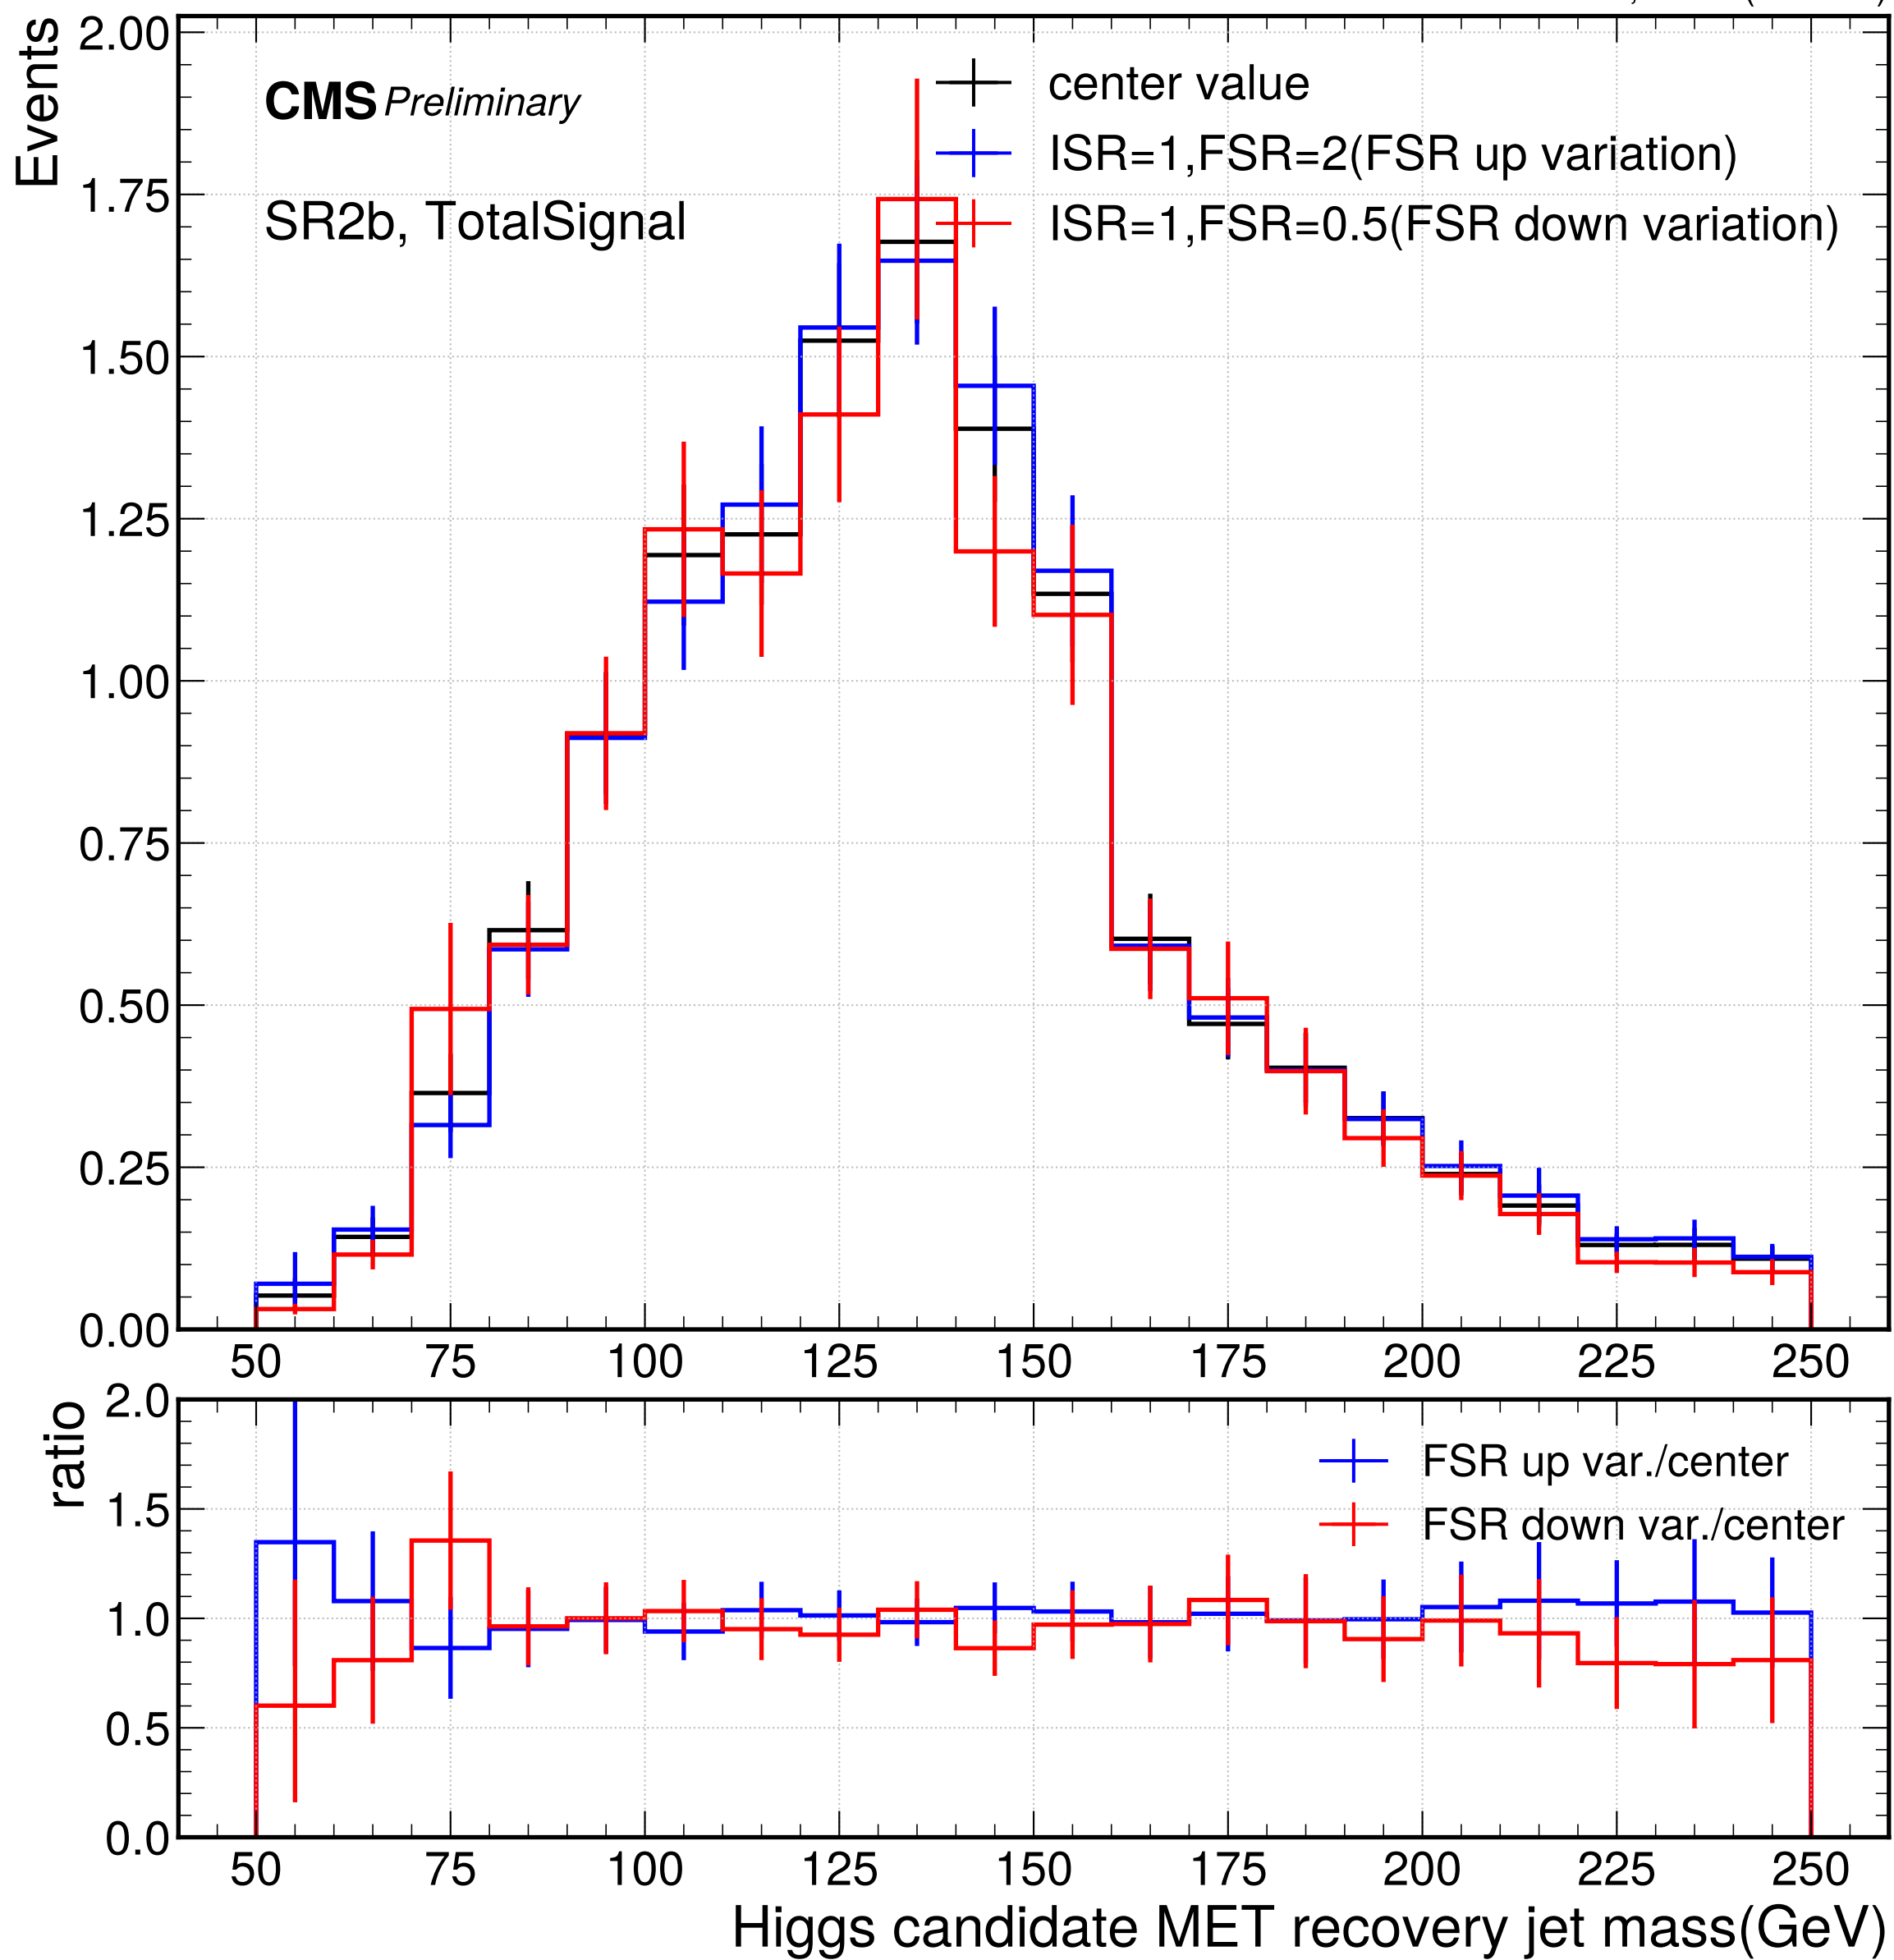 Events
2.00
1.75
1.50
1.25
1.00
0.75
0.50
0.25
0.00
CMS Preliminary
SR2b, TotalSignal
center value
ISR=1,FSR=2(FSR up variation)
ISR=1,FSR=0.5(FSR down variation)
50 75 100 125 150 175 200 225 250
ratio
2.0
1.5
1.0
0.5
0.0
FSR up var./center
FSR down var./center
50 75 100 125 150 175 200 225 250
Higgs candidate MET recovery jet mass(GeV)